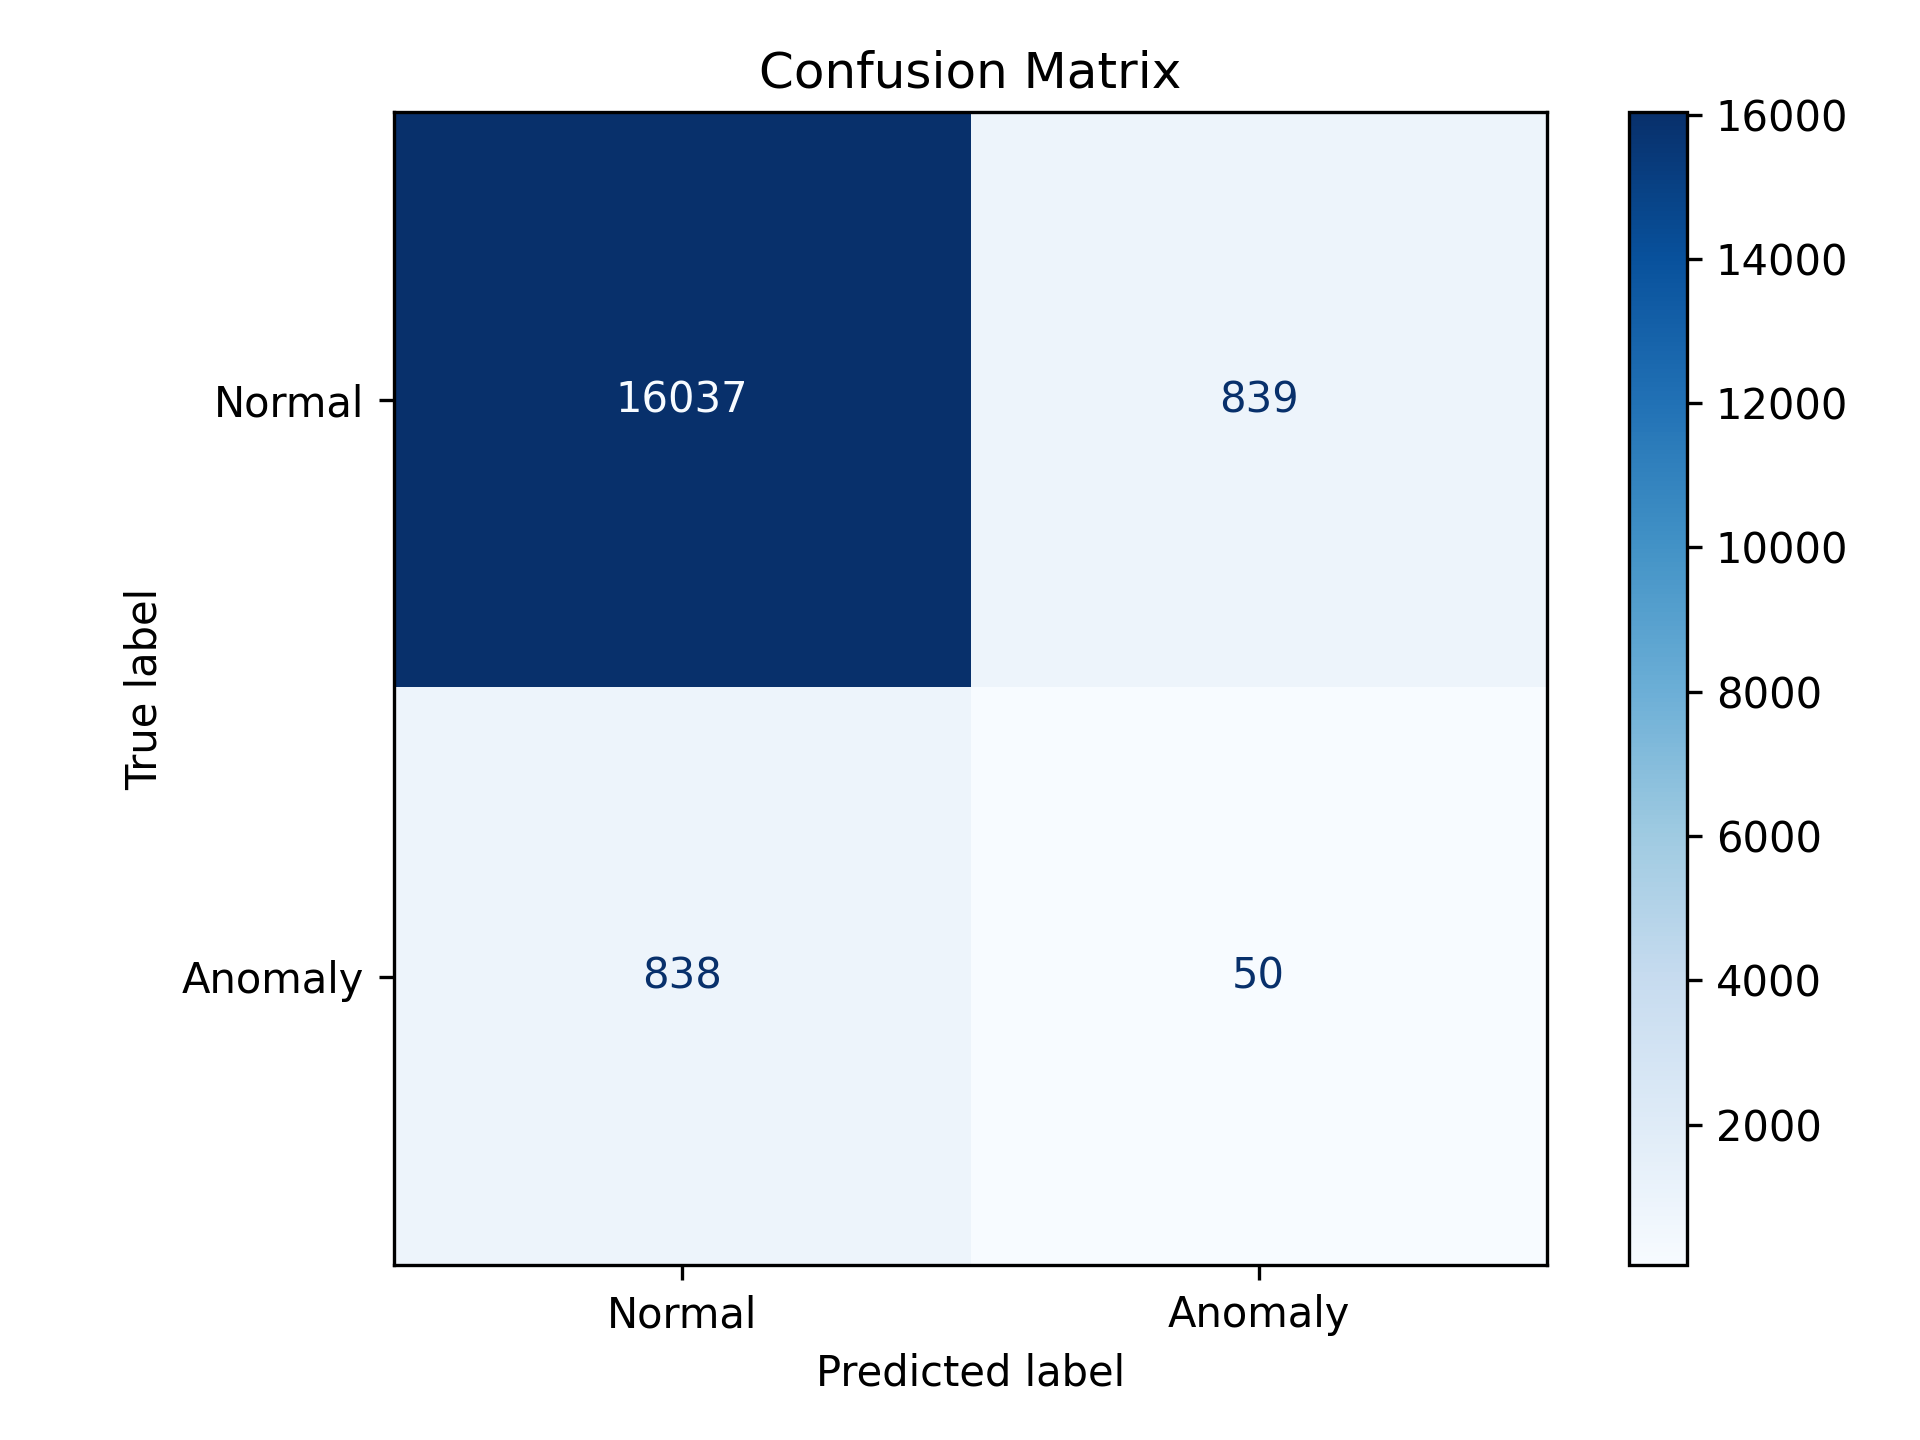 Confusion Matrix
16000
14000
12000
10000
8000
6000
4000
2000
Normal
16037
839
Anomaly
838
50
True label
Normal
Anomaly
Predicted label